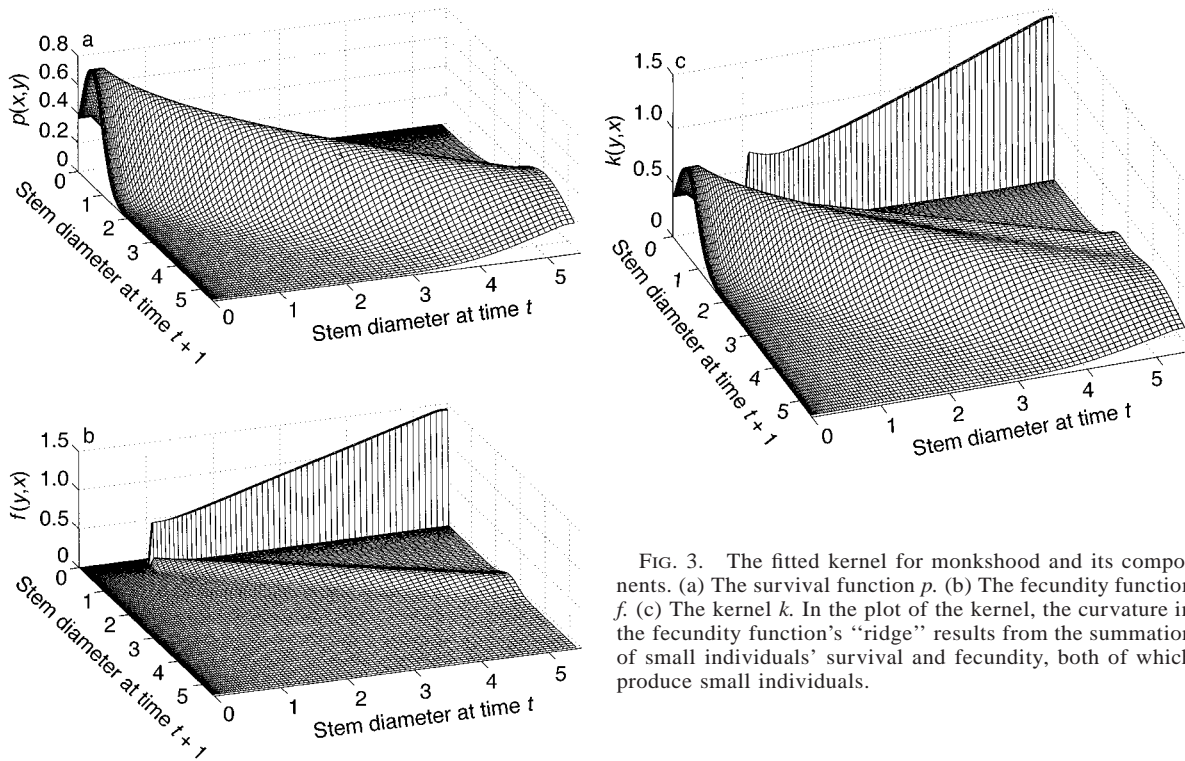 a
0.8
0.6
0.4
0.2
0
p(x,y)
0
1
2
3
4
5
Stem diameter at time t + 1
0
1
2
3
4
5
Stem diameter at time t
b
1.5
1.0
0.5
0
f(y,x)
0
1
2
3
4
5
Stem diameter at time t + 1
0
1
2
3
4
5
Stem diameter at time t
c
1.5
1.0
0.5
0
k(y,x)
0
1
2
3
4
5
Stem diameter at time t + 1
0
1
2
3
4
5
Stem diameter at time t
FIG. 3. The fitted kernel for monkshood and its compo-
nents. (a) The survival function p. (b) The fecundity function
f. (c) The kernel k. In the plot of the kernel, the curvature in
the fecundity function's ‘‘ridge’’ results from the summation
of small individuals' survival and fecundity, both of which
produce small individuals.